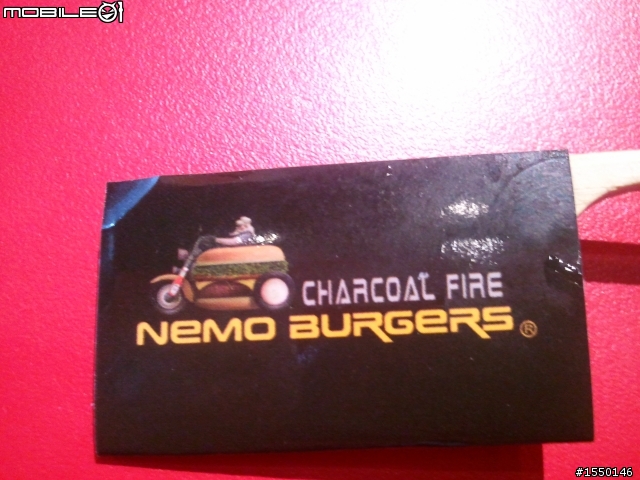 MOBILE01
CHARCOAL FIRE
NEMO BURGERS®
#1550146